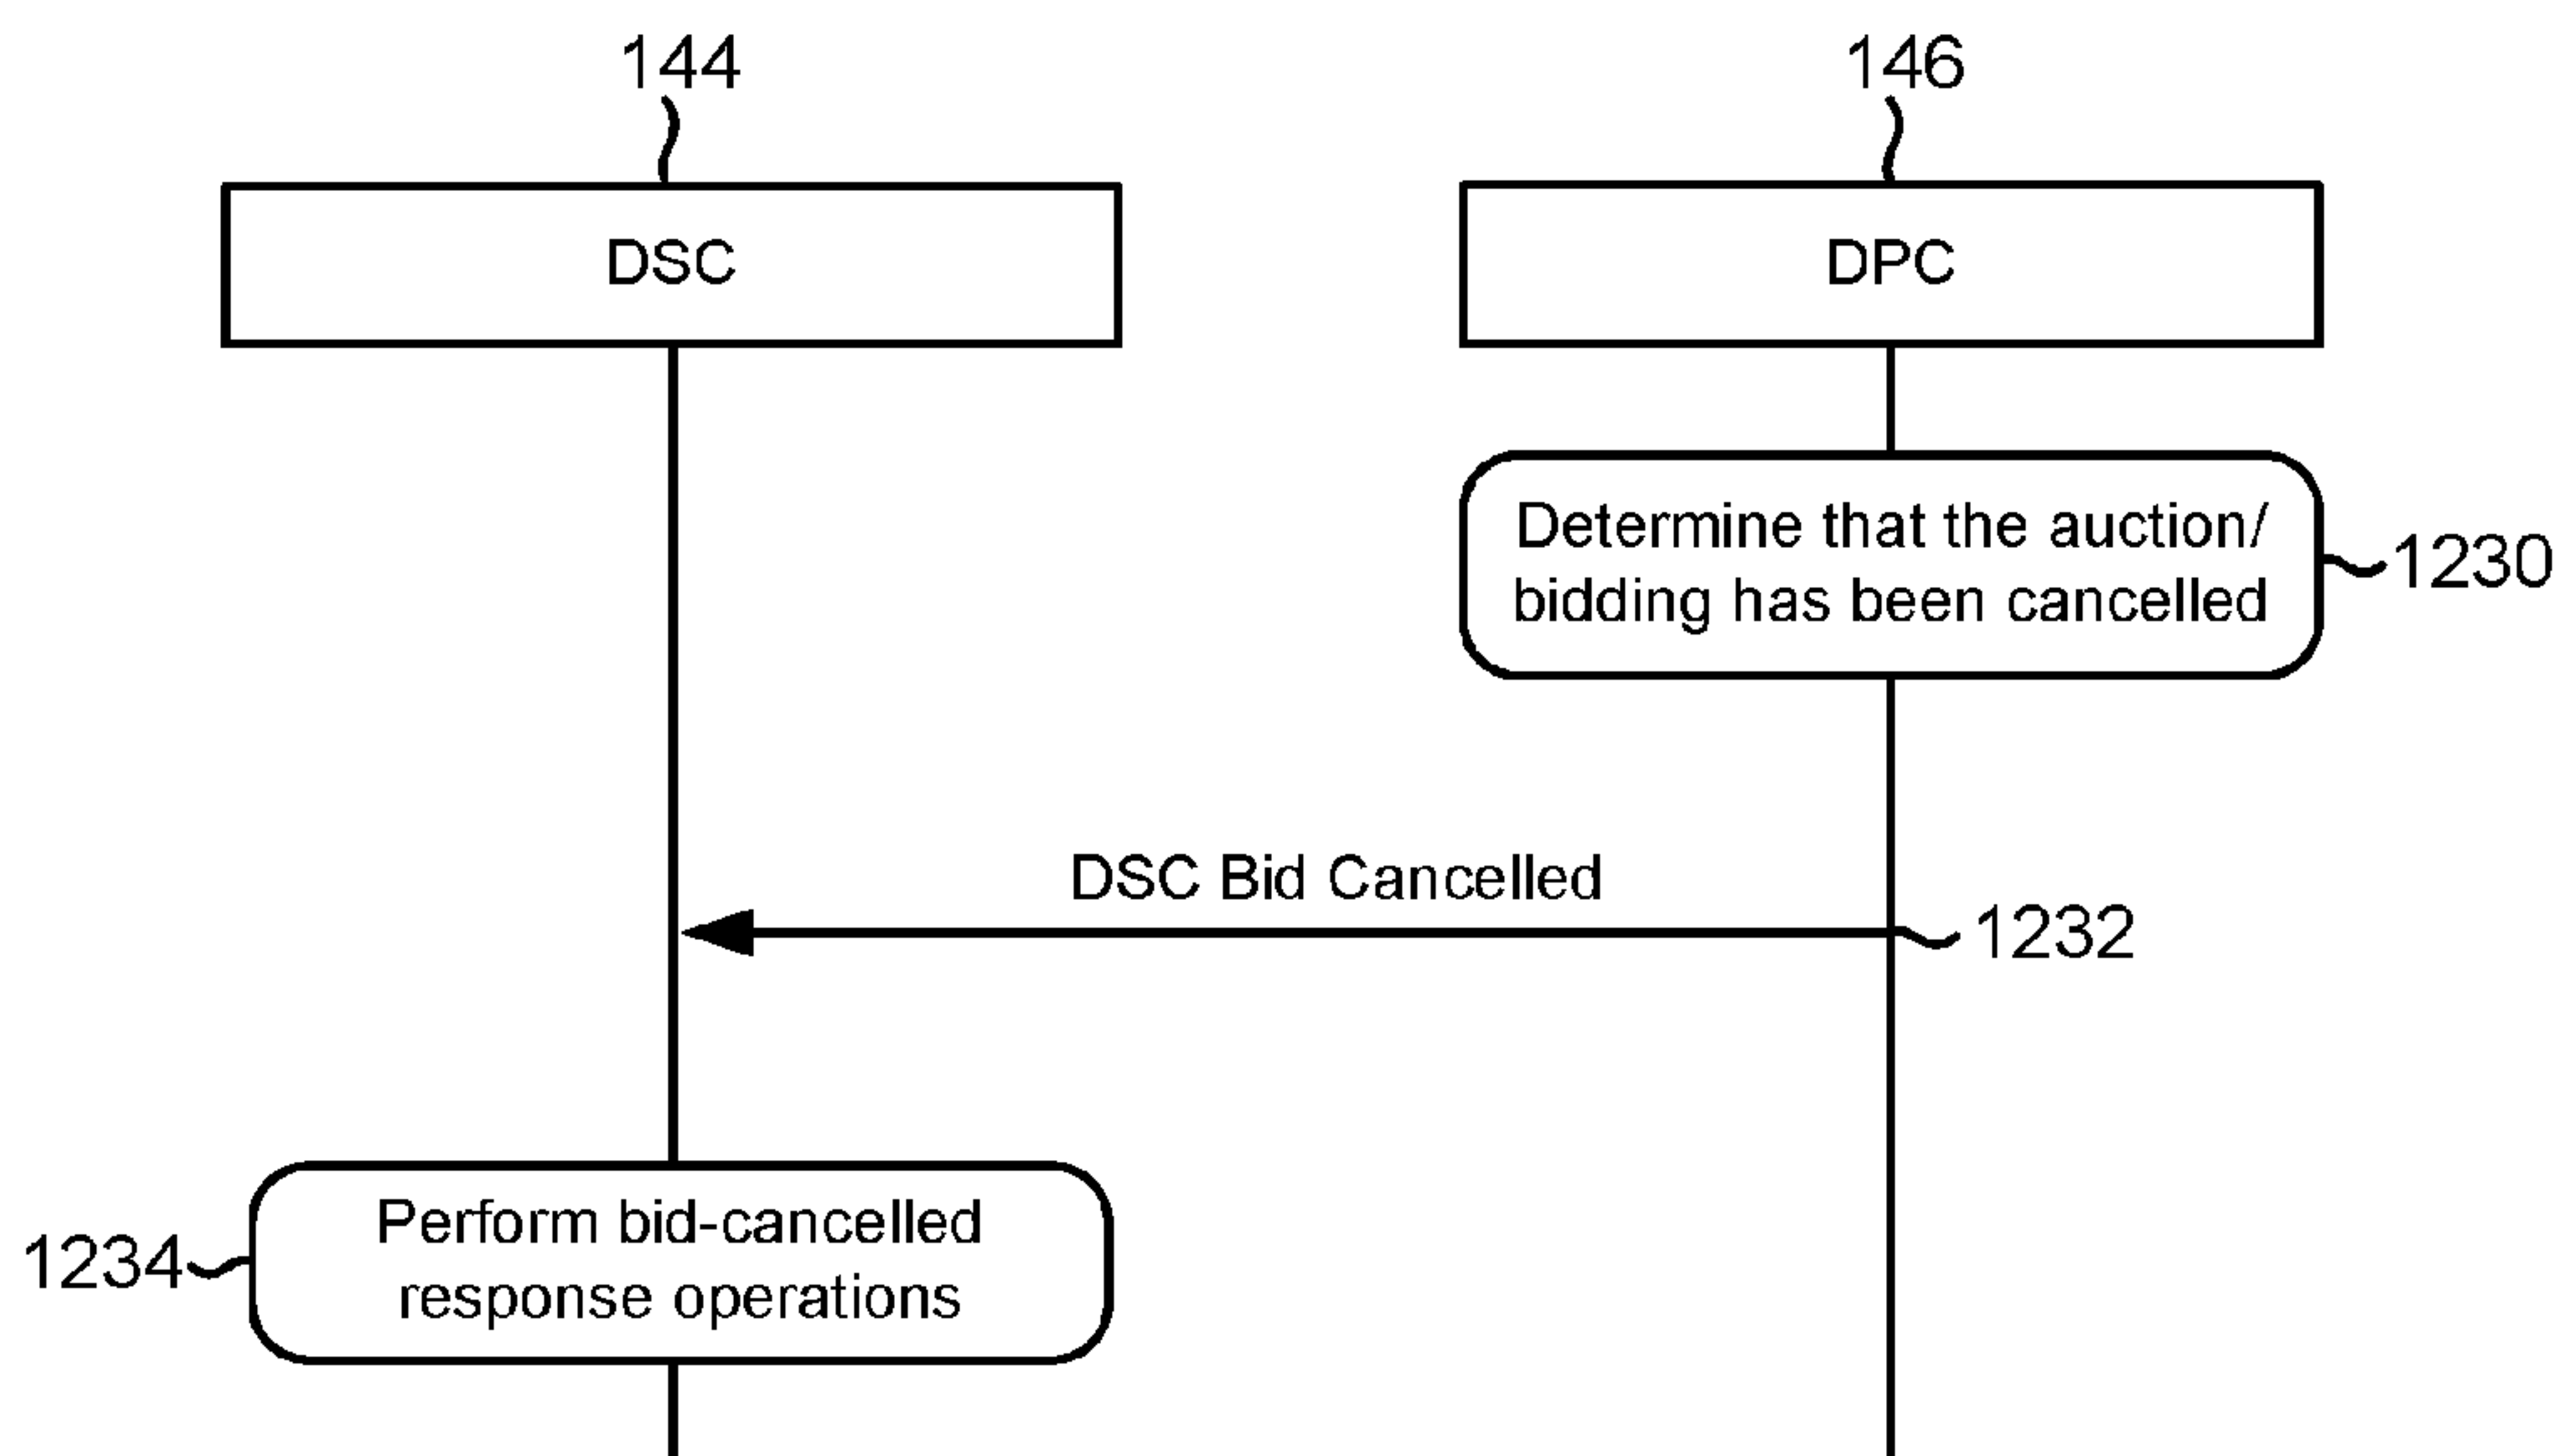 144
146
DSC
DPC
Determine that the auction/
bidding has been cancelled
1230
DSC Bid Cancelled
1232
Perform bid-cancelled
response operations
1234